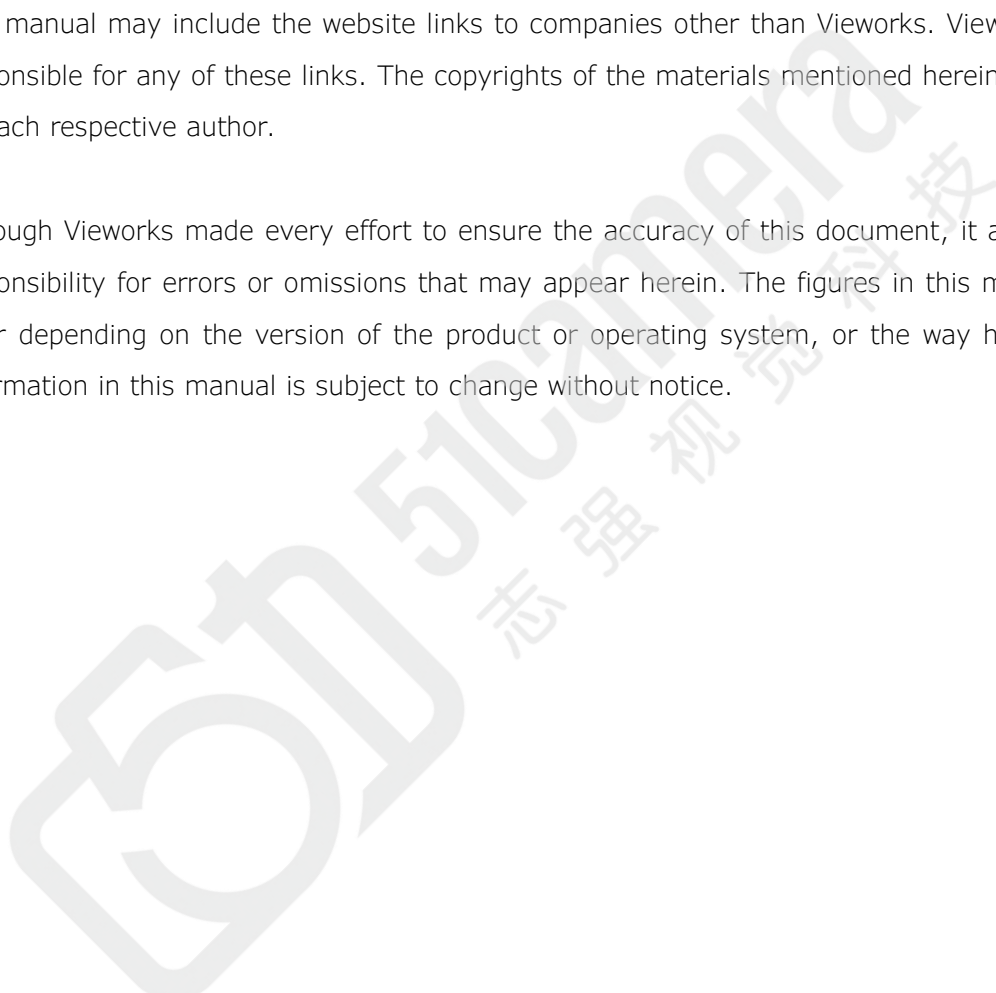 manual may include the website links to companies other than Vieworks. View
onsible for any of these links. The copyrights of the materials mentioned herein
ach respective author.
ough Vieworks made every effort to ensure the accuracy of this document, it a
onsibility for errors or omissions that may appear herein. The figures in this m
r depending on the version of the product or operating system, or the way h
rmation in this manual is subject to change without notice.
51camera
志强视觉科技